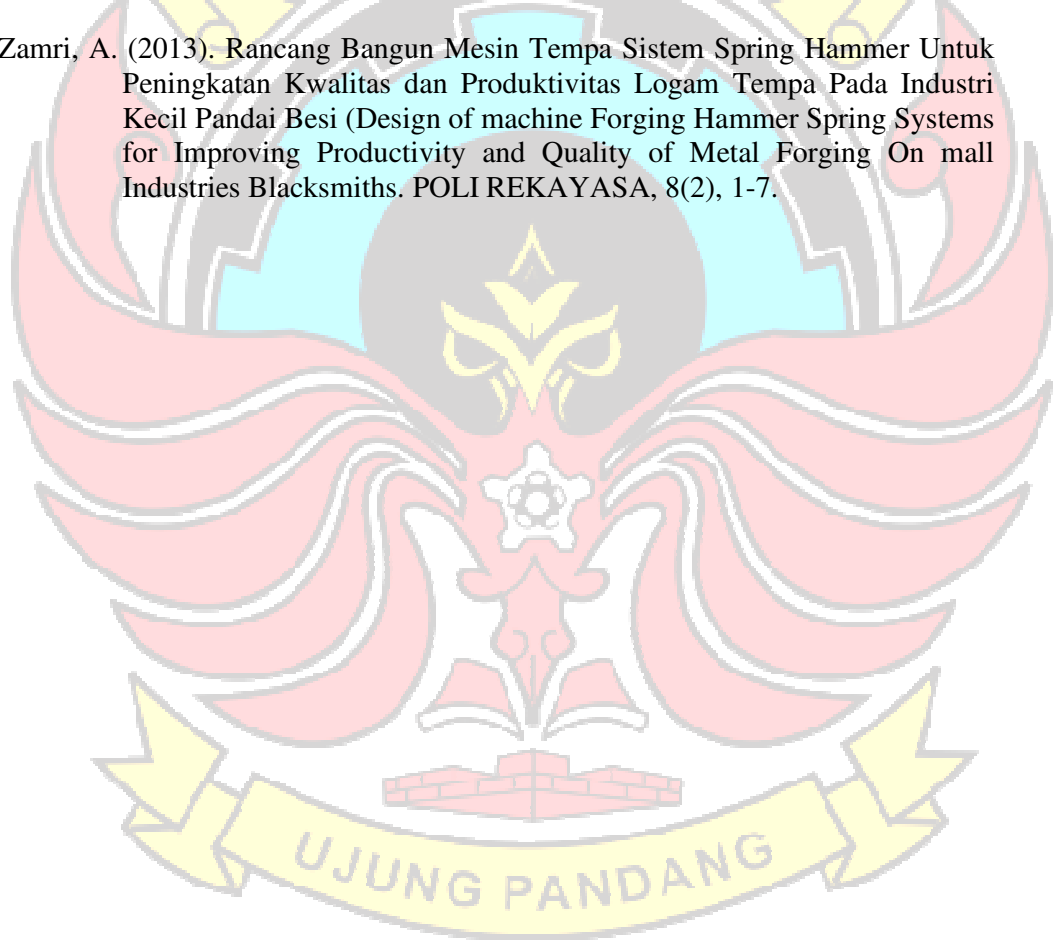 Zamri, A. (2013). Rancang Bangun Mesin Tempa Sistem Spring Hammer Untuk
Peningkatan Kwalitas dan Produktivitas Logam Tempa Pada Industri
Kecil Pandai Besi (Design of machine Forging Hammer Spring Systems
for Improving Productivity and Quality of Metal Forging On mall
Industries Blacksmiths. POLI REKAYASA, 8(2), 1-7.
UJUNG PANDANG